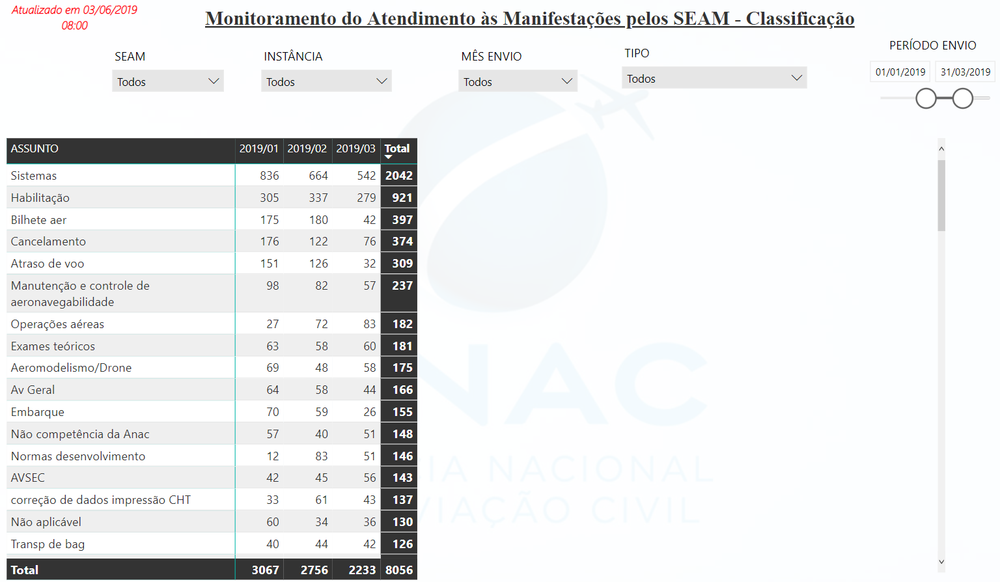 Atualizado em 03/06/2019
08:00
Monitoramento do Atendimento às Manifestações pelos SEAM - Classificação
SEAM
INSTÂNCIA
MÊS ENVIO
TIPO
PERÍODO ENVIO
Todos
Todos
Todos
Todos
01/01/2019 31/03/2019
ASSUNTO 2019/01 2019/02 2019/03 Total
Sistemas 836 664 542 2042
Habilitação 305 337 279 921
Bilhete aer 175 180 42 397
Cancelamento 176 122 76 374
Atraso de voo 151 126 32 309
Manutenção e controle de 98 82 57 237
aeronavegabilidade
Operações aéreas 27 72 83 182
Exames teóricos 63 58 60 181
Aeromodelismo/Drone 69 48 58 175
Av Geral 64 58 44 166
Embarque 70 59 26 155
Não competência da Anac 57 40 51 148
Normas desenvolvimento 12 83 51 146
AVSEC 42 45 56 143
correção de dados impressão CHT 33 61 43 137
Não aplicável 60 34 36 130
Transp de bag 40 44 42 126
Total 3067 2756 2233 8056
NAC
CIA NACIONAL
VIAÇÃO CIVIL